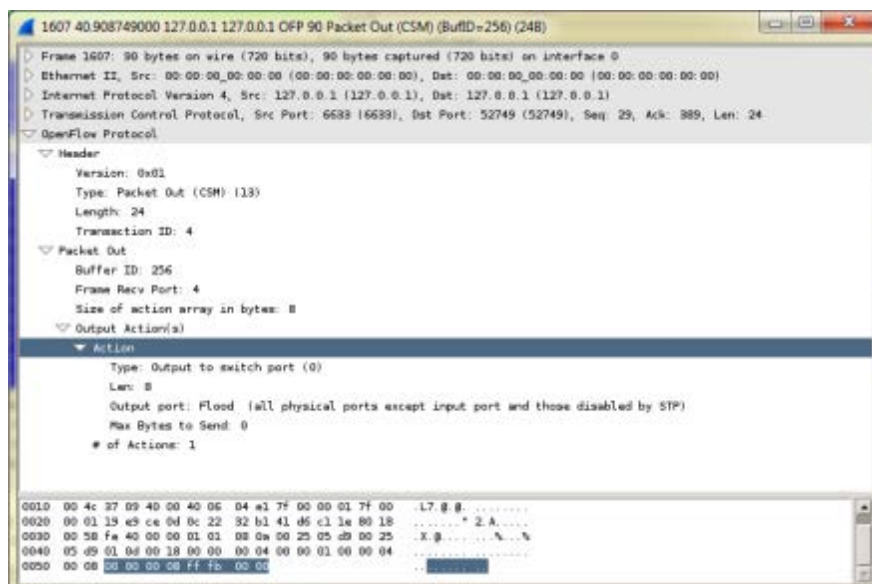 1607 40.908749000 127.0.0.1 127.0.0.1 OFP 90 Packet Out (CSM) (BufID=256) (24B)
Frame 1607: 90 bytes on wire (720 bits), 90 bytes captured (720 bits) on interface 0
Ethernet II, Src: 00:00:00_00:00:00 (00:00:00:00:00:00), Dst: 00:00:00_00:00:00 (00:00:00:00:00:00)
Internet Protocol Version 4, Src: 127.0.0.1 (127.0.0.1), Dst: 127.0.0.1 (127.0.0.1)
Transmission Control Protocol, Src Port: 6633 (6633), Dst Port: 52749 (52749), Seq: 29, Ack: 389, Len: 24
OpenFlow Protocol
Header
Version: 0x01
Type: Packet Out (CSM) (13)
Length: 24
Transaction ID: 4
Packet Out
Buffer ID: 256
Frame Recv Port: 4
Size of action array in bytes: 8
Output Action(s)
Action
Type: Output to switch port (0)
Len: 8
Output port: Flood (all physical ports except input port and those disabled by STP)
Max Bytes to Send: 0
# of Actions: 1
0010 00 4c 37 09 40 00 40 06 04 a1 7f 00 00 01 7f 00 .L7.@.@. ........
0020 00 01 19 e9 ce 0d 0c 22 32 b1 41 d6 c1 1e 80 18 ......." 2.A.....
0030 00 58 fe 40 00 00 01 01 08 0a 00 25 05 d9 00 25 .X.@.... ...%...%
0040 05 d9 01 0d 00 18 00 00 00 04 00 00 01 00 00 04 ........ ........
0050 00 08 00 00 00 08 ff fb 00 00 ........ ..